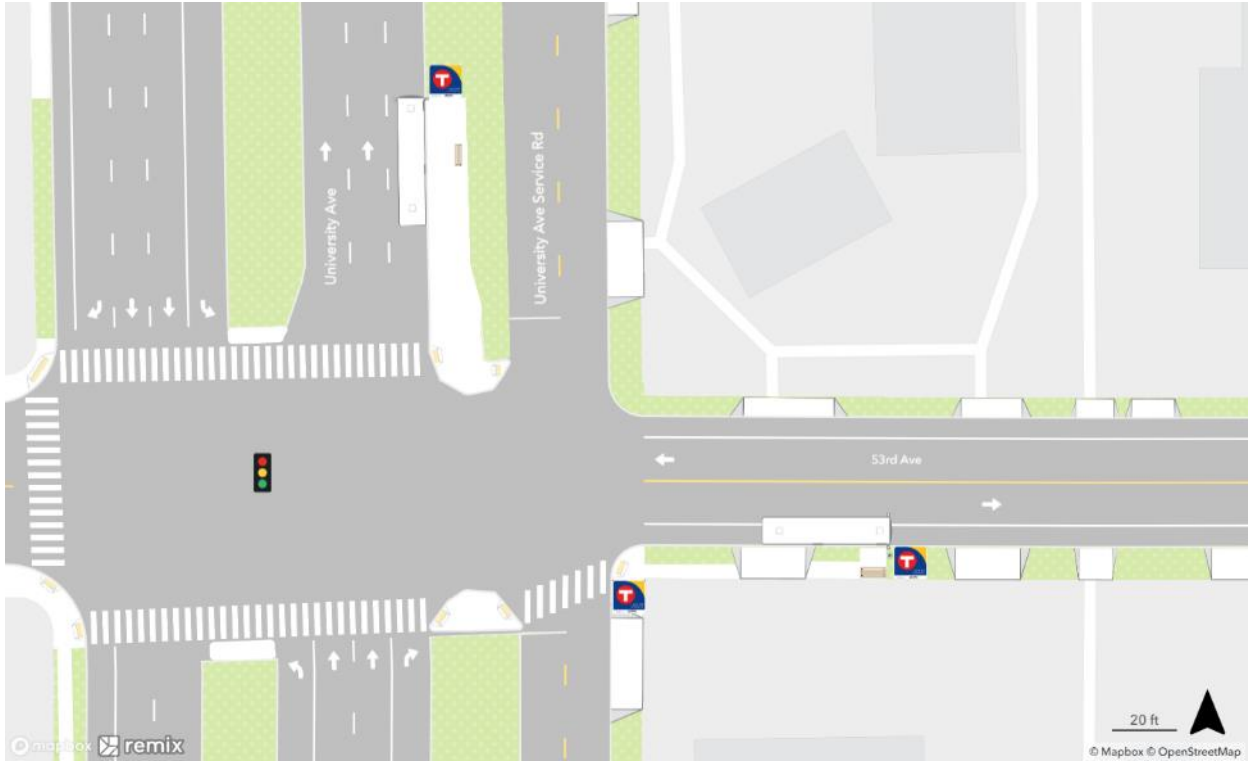 T
University Ave
University Ave Service Rd
53rd Ave
T
T
20 ft
mapbox remix
© Mapbox © OpenStreetMap